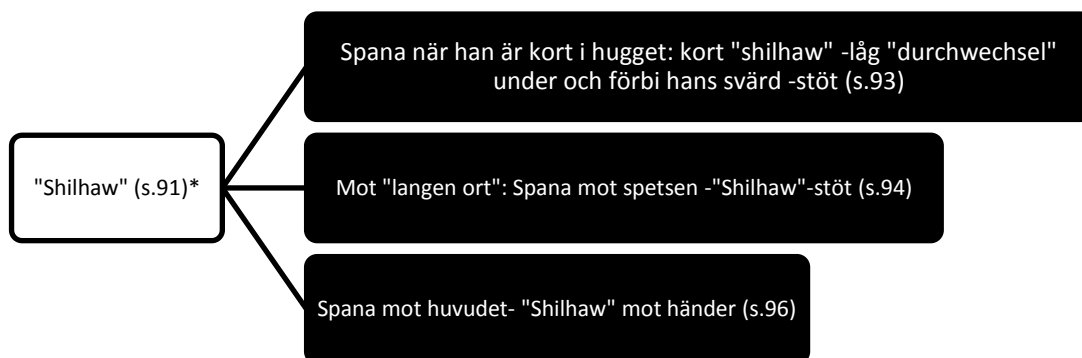 Spana när han är kort i hugget: kort "shilhaw" -låg "durchwechsel"
under och förbi hans svärd -stöt (s.93)
"Shilhaw" (s.91)*
Mot "langen ort": Spana mot spetsen -"Shilhaw"-stöt (s.94)
Spana mot huvudet- "Shilhaw" mot händer (s.96)